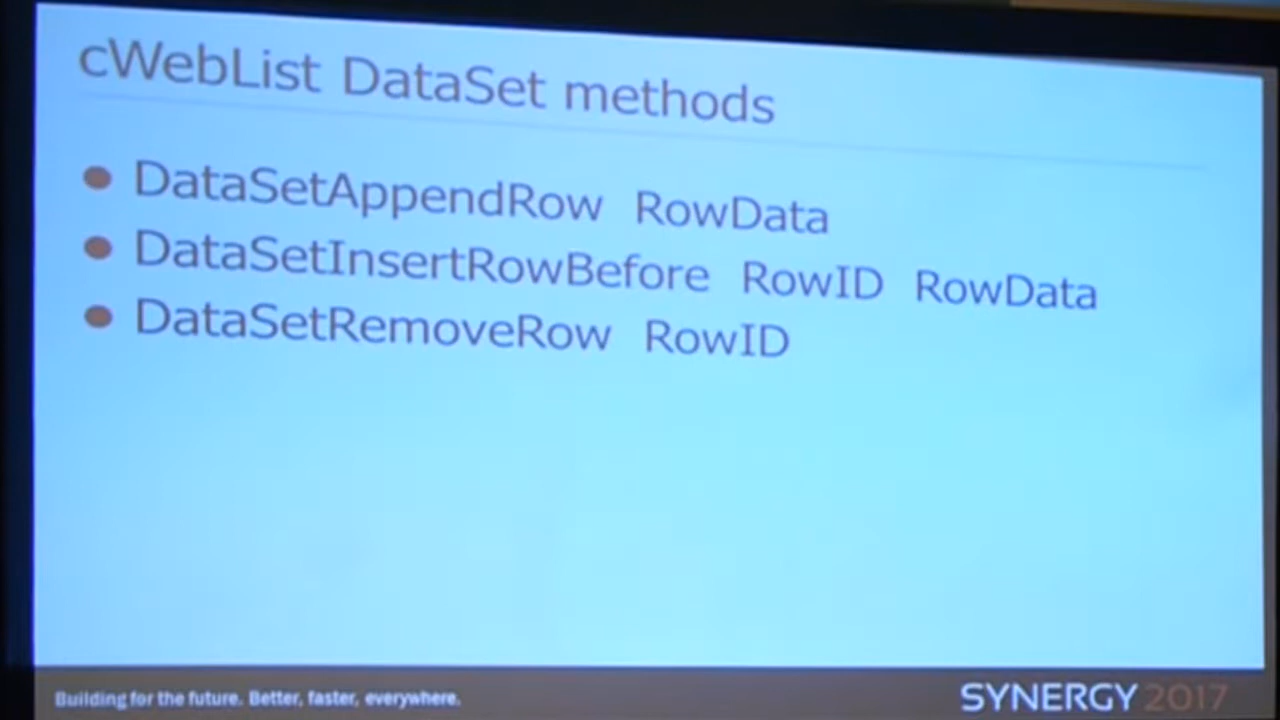 cWebList DataSet methods
DataSetAppendRow RowData
DataSetInsertRowBefore RowID RowData
DataSetRemoveRow RowID
Building for the future. Better, faster, everywhere.
SYNERGY 2017